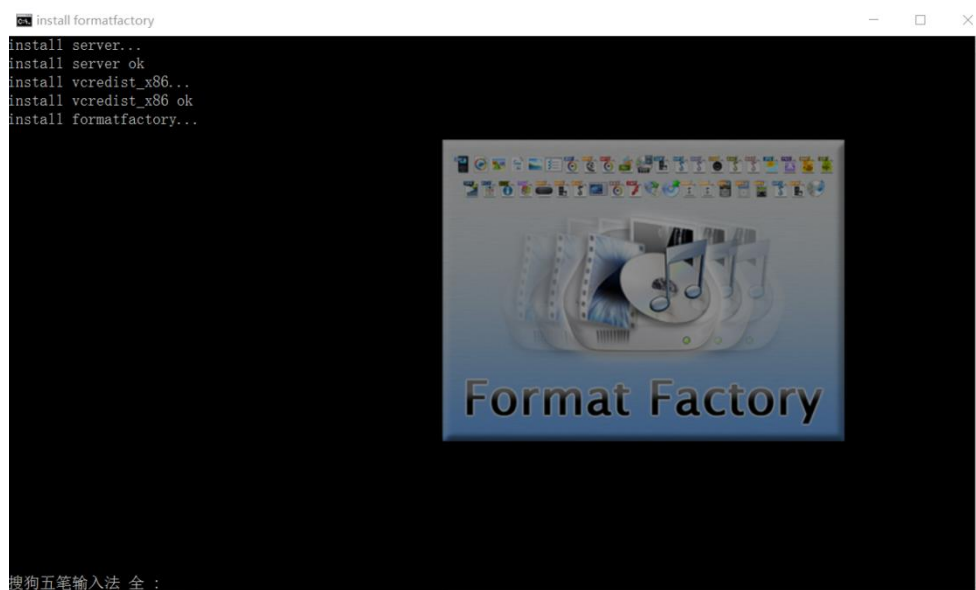 install formatfactory
install server...
install server ok
install vcredist_x86...
install vcredist_x86 ok
install formatfactory...
Format Factory
搜狗五笔输入法 全 :